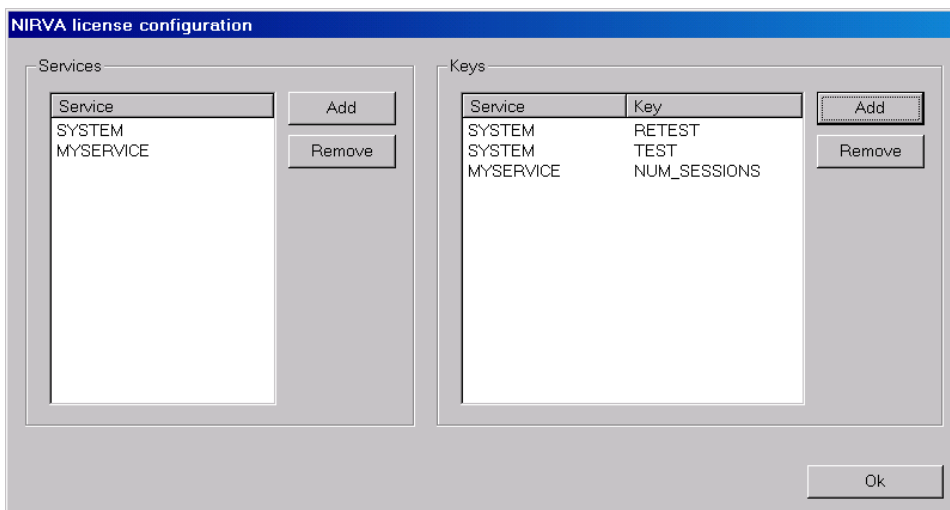 NIRVA license configuration
Services
Service
SYSTEM
MYSERVICE
Add
Remove
Keys
Service Key
SYSTEM RETEST
SYSTEM TEST
MYSERVICE NUM_SESSIONS
Add
Remove
Ok